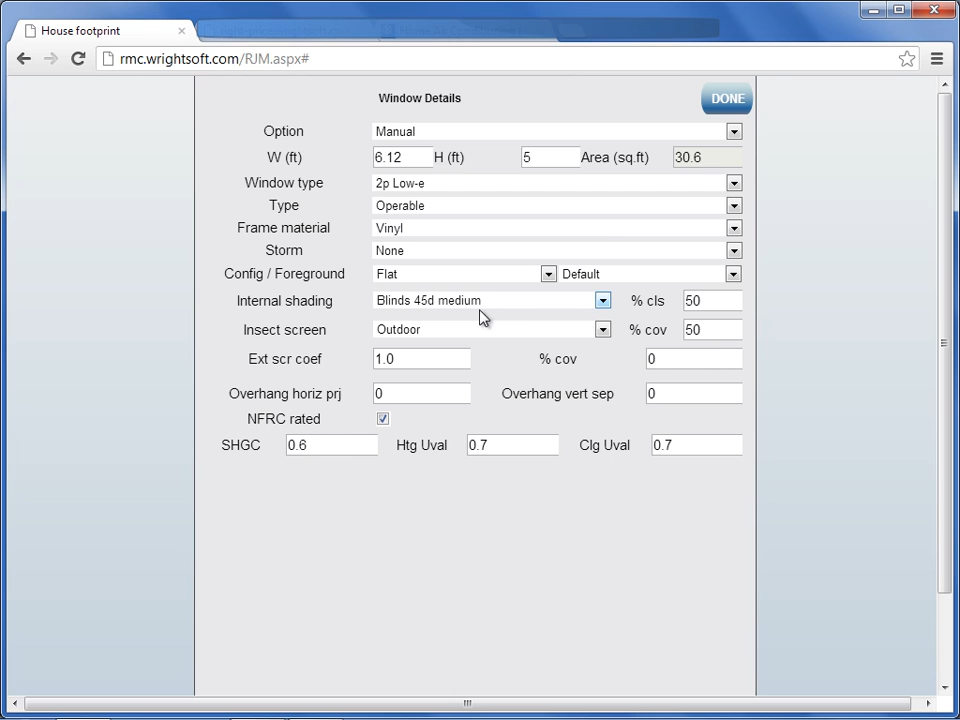 House footprint
rmc.wrightsoft.com/RJM.aspx#
Window Details
DONE
Option Manual
W (ft) 6.12 H (ft) 5 Area (sq.ft) 30.6
Window type 2p Low-e
Type Operable
Frame material Vinyl
Storm None
Config / Foreground Flat Default
Internal shading Blinds 45d medium % cls 50
Insect screen Outdoor % cov 50
Ext scr coef 1.0 % cov 0
Overhang horiz prj 0 Overhang vert sep 0
NFRC rated
SHGC 0.6 Htg Uval 0.7 Clg Uval 0.7